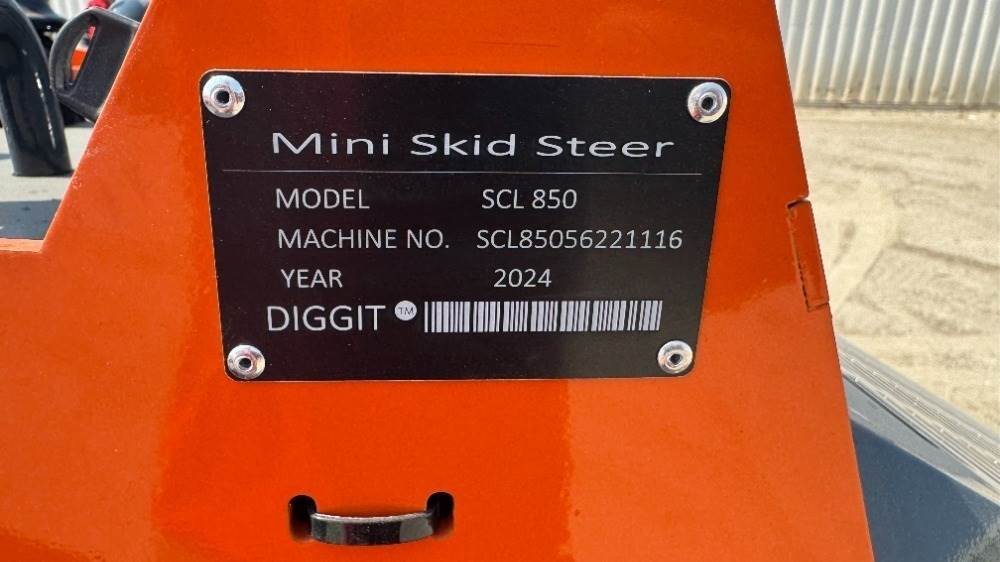 Mini Skid Steer
MODEL SCL 850
MACHINE NO. SCL85056221116
YEAR 2024
DIGGIT ™